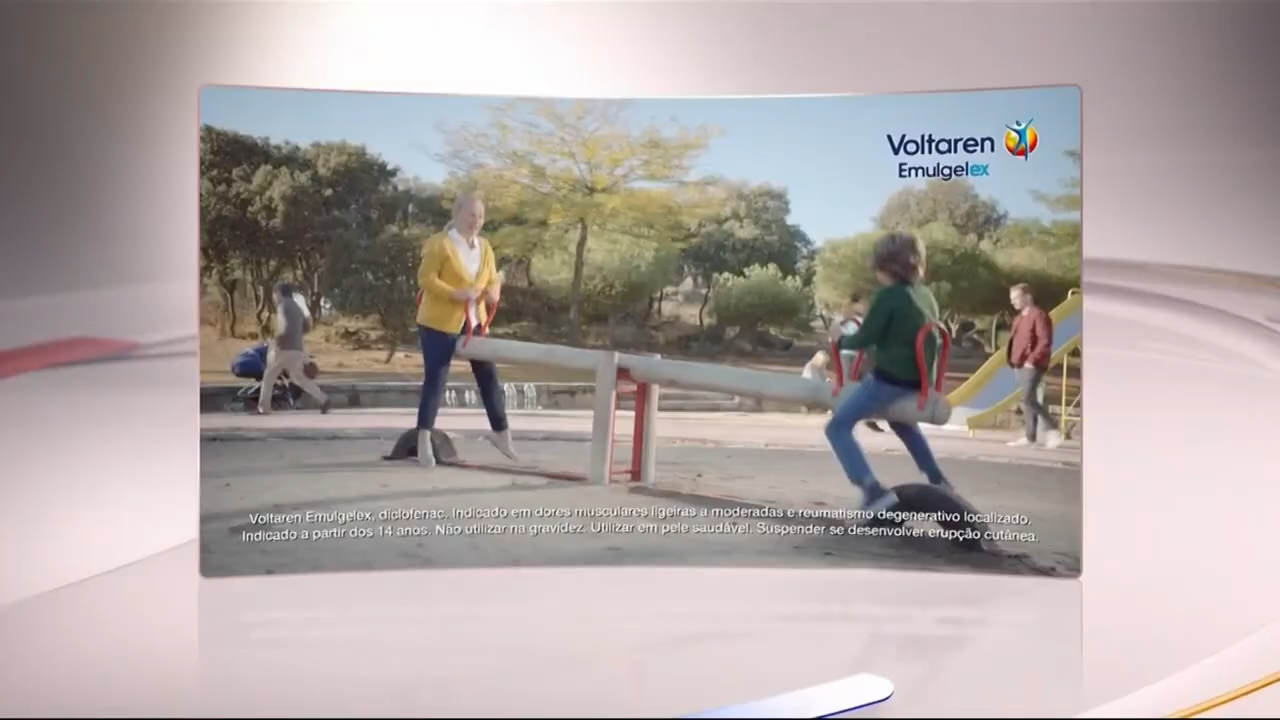 Voltaren
Emulgelex
Voltaren Emulgelex, diclofenac. Indicado em dores musculares ligeiras a moderadas e reumatismo degenerativo localizado.
Indicado a partir dos 14 anos. Não utilizar na gravidez. Utilizar em pele saudável. Suspender se desenvolver erupção cutânea.